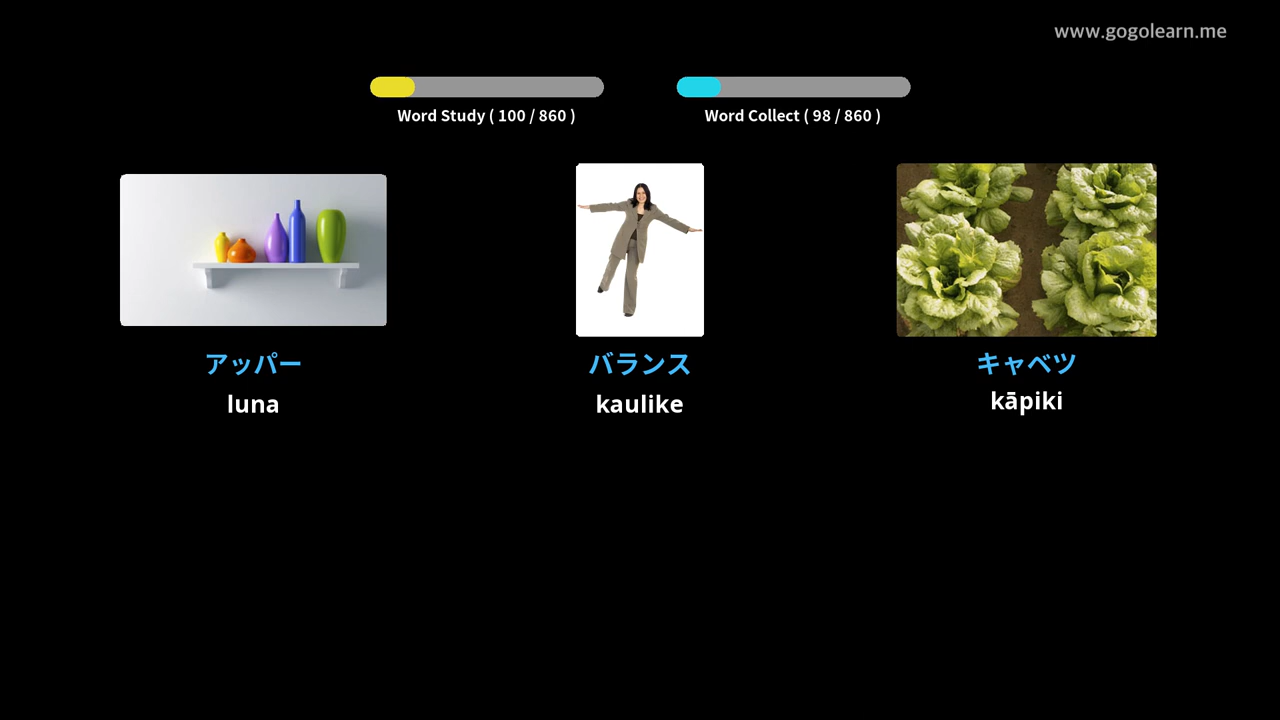 www.gogolearn.me
Word Study ( 100 / 860 )
Word Collect ( 98 / 860 )
アッパー
バランス
キャベツ
luna
kaulike
kāpiki